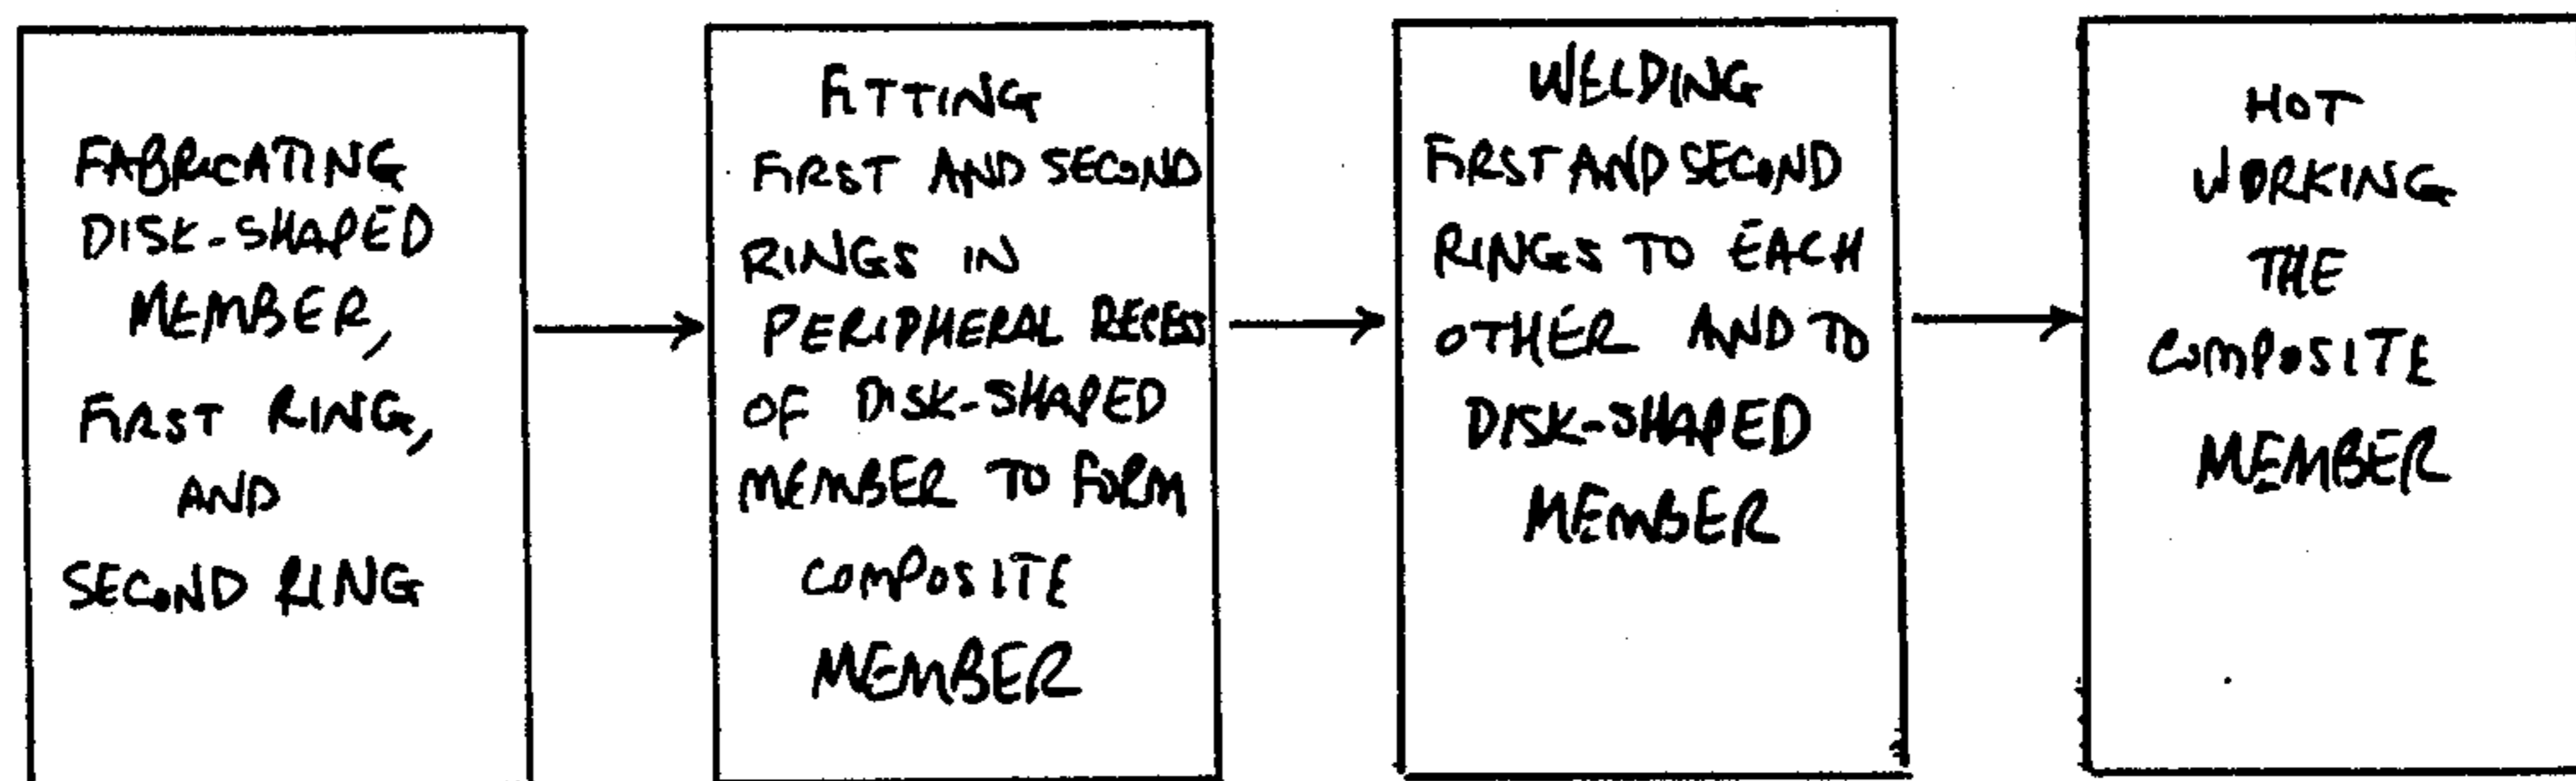 FABRICATING
DISK-SHAPED
MEMBER,
FIRST RING,
AND
SECOND RING
FITTING
FIRST AND SECOND
RINGS IN
PERIPHERAL RECESS
OF DISK-SHAPED
MEMBER TO FORM
COMPOSITE
MEMBER
WELDING
FIRST AND SECOND
RINGS TO EACH
OTHER AND TO
DISK-SHAPED
MEMBER
HOT
WORKING
THE
COMPOSITE
MEMBER